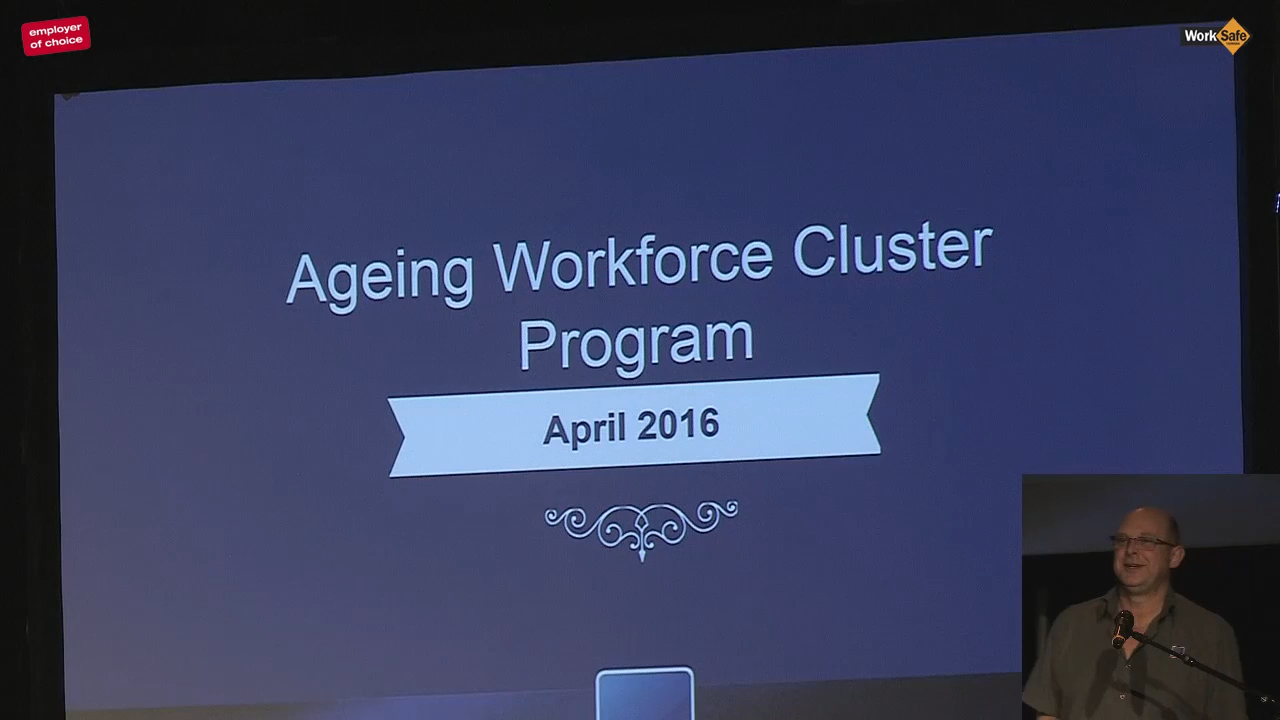 employer
of choice
WorkSafe
Ageing Workforce Cluster
Program
April 2016